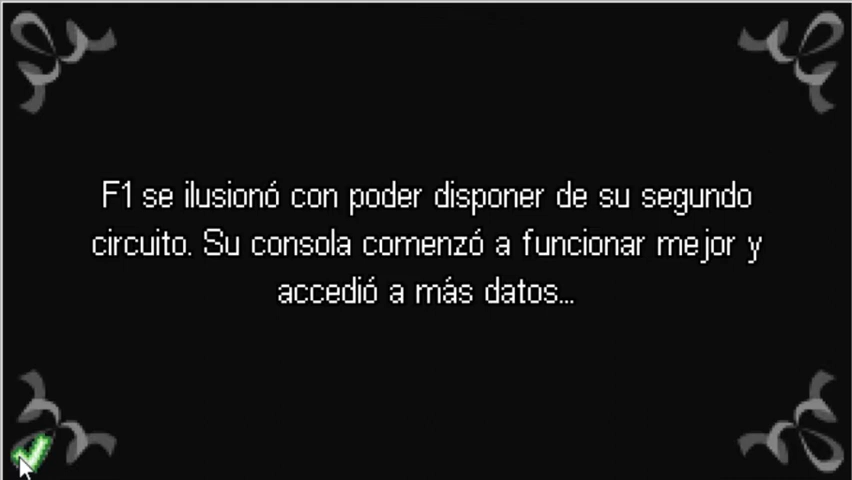 F1 se ilusionó con poder disponer de su segundo
circuito. Su consola comenzó a funcionar mejor y
accedió a más datos...